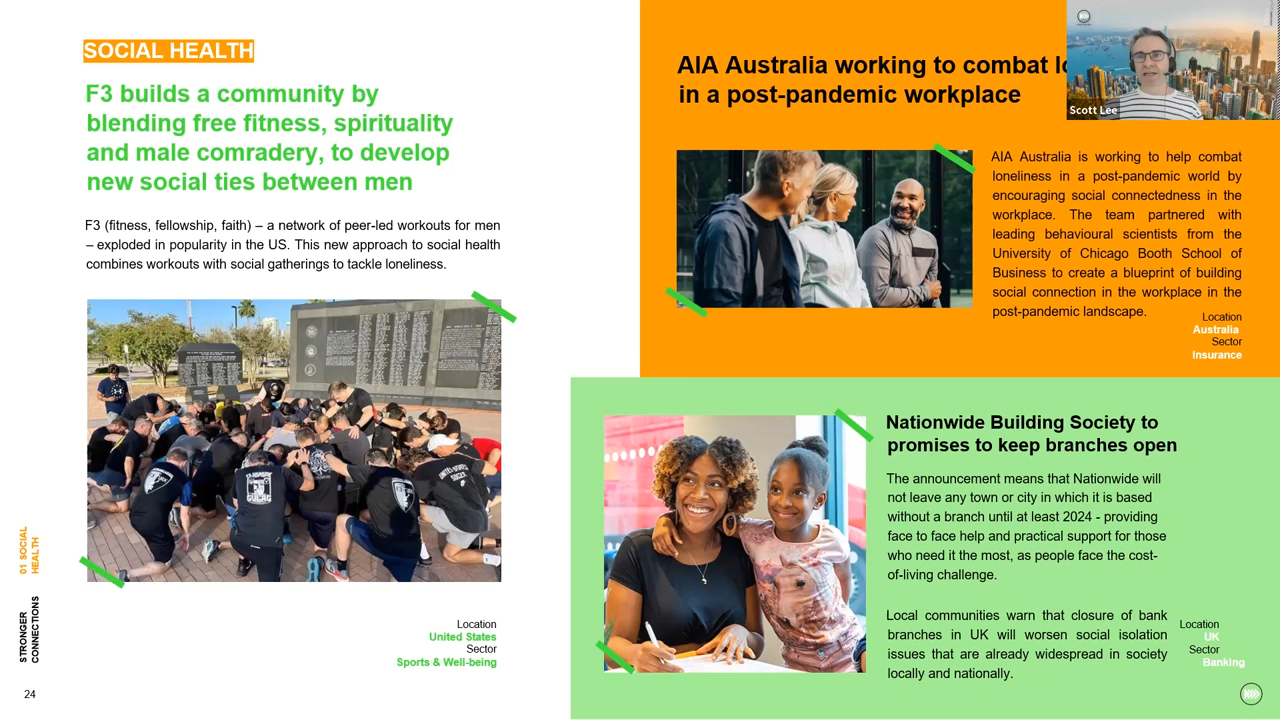 SOCIAL HEALTH
F3 builds a community by
blending free fitness, spirituality
and male comradery, to develop
new social ties between men
F3 (fitness, fellowship, faith) – a network of peer-led workouts for men
– exploded in popularity in the US. This new approach to social health
combines workouts with social gatherings to tackle loneliness.
Location
United States
Sector
Sports & Well-being
01 SOCIAL
HEALTH
STRONGER
CONNECTIONS
24
AIA Australia working to combat
in a post-pandemic workplace
Scott Lee
AIA Australia is working to help combat
loneliness in a post-pandemic world by
encouraging social connectedness in the
workplace. The team partnered with
leading behavioural scientists from the
University of Chicago Booth School of
Business to create a blueprint of building
social connection in the workplace in the
post-pandemic landscape.
Location
Australia
Sector
Insurance
Nationwide Building Society to
promises to keep branches open
The announcement means that Nationwide will
not leave any town or city in which it is based
without a branch until at least 2024 - providing
face to face help and practical support for those
who need it the most, as people face the cost-
of-living challenge.
Local communities warn that closure of bank
branches in UK will worsen social isolation
issues that are already widespread in society
locally and nationally.
Location
UK
Sector
Banking